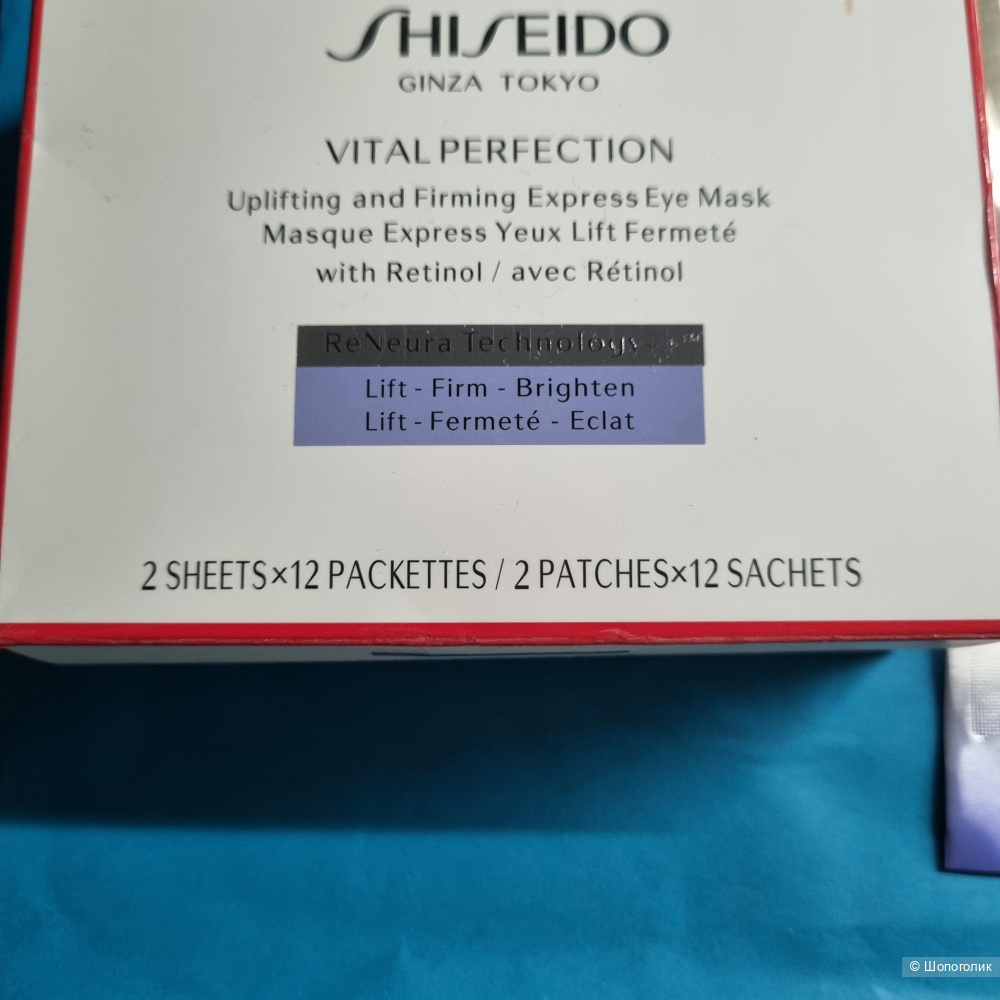 SHISEIDO
GINZA TOKYO
VITAL PERFECTION
Uplifting and Firming Express Eye Mask
Masque Express Yeux Lift Fermeté
with Retinol / avec Rétinol
ReNeura Technology++™
Lift - Firm - Brighten
Lift - Fermeté - Eclat
2 SHEETS×12 PACKETTES / 2 PATCHES×12 SACHETS
© Шопоголик